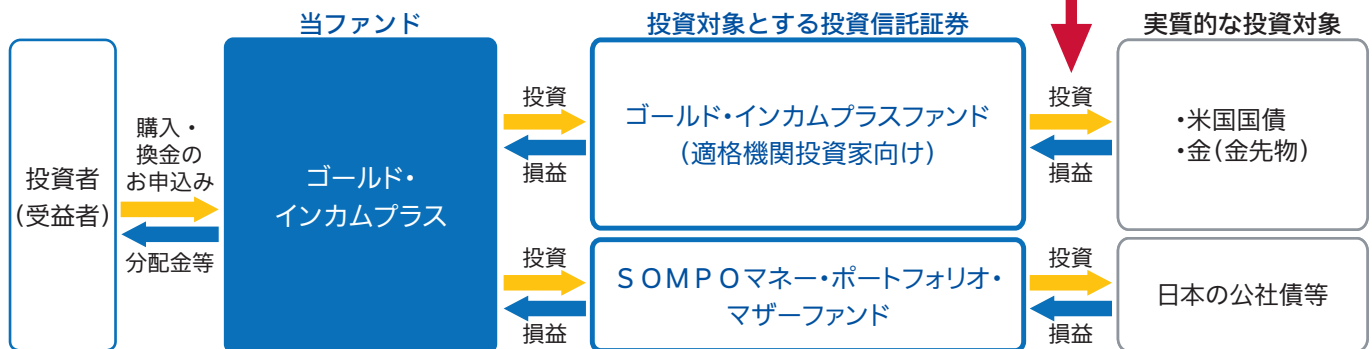 当ファンド
投資対象とする投資信託証券
実質的な投資対象
投資者
(受益者)
購入・
換金の
お申込み
分配金等
ゴールド・
インカムプラス
投資
損益
ゴールド・インカムプラスファンド
(適格機関投資家向け)
投資
損益
・米国国債
・金(金先物)
投資
損益
SOMPOマネー・ポートフォリオ・
マザーファンド
投資
損益
日本の公社債等